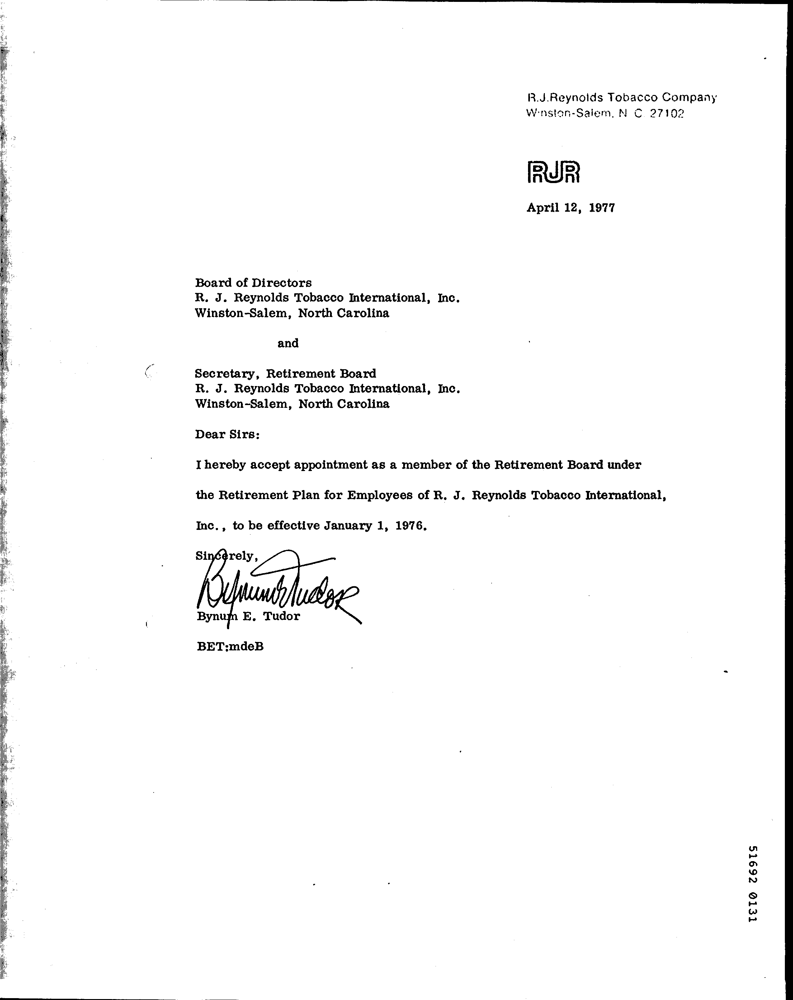 R.J.Reynolds Tobacco Company
Winston-Salem, N C 27102
RJR
April 12, 1977
Board of Directors
R. J. Reynolds Tobacco International, Inc.
Winston-Salem, North Carolina
and
Secretary, Retirement Board
R. J. Reynolds Tobacco International, Inc.
Winston-Salem, North Carolina
Dear Sirs:
I hereby accept appointment as a member of the Retirement Board under
the Retirement Plan for Employees of R. J. Reynolds Tobacco International,
Inc., to be effective January 1, 1976.
Sincerely,
Bynum E Tudor
Bynum E. Tudor
BET:mdeB
51692 0131